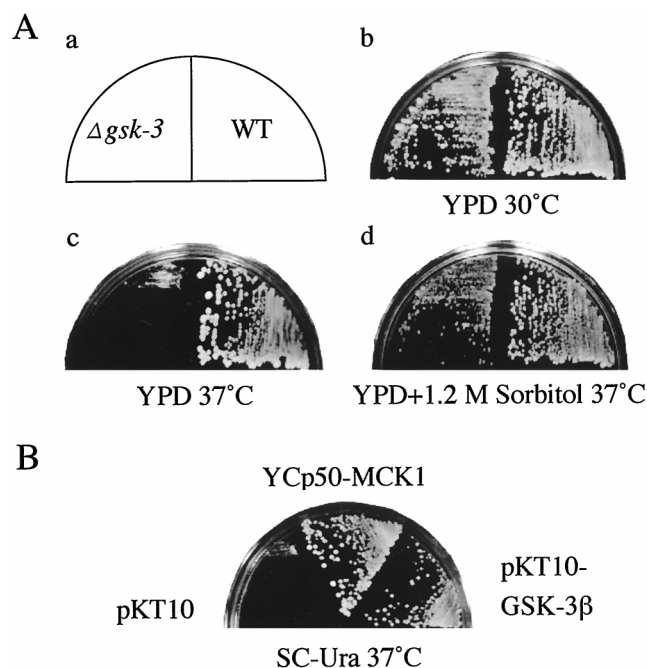 A
a
b
Δgsk-3
WT
YPD 30°C
c
d
YPD 37°C
YPD+1.2 M Sorbitol 37°C
B
YCp50-MCK1
pKT10
pKT10-
GSK-3β
SC-Ura 37°C